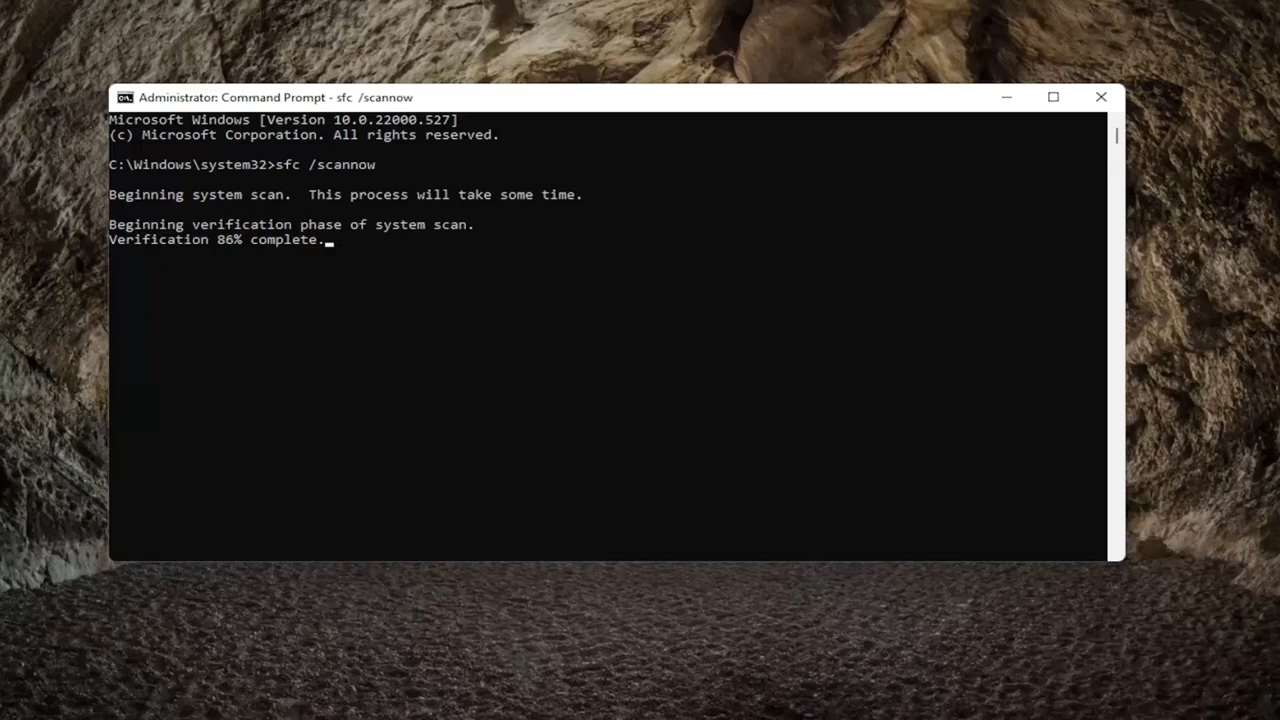 Administrator: Command Prompt - sfc /scannow
Microsoft Windows [Version 10.0.22000.527]
(c) Microsoft Corporation. All rights reserved.
C:\Windows\system32>sfc /scannow
Beginning system scan.  This process will take some time.
Beginning verification phase of system scan.
Verification 86% complete.